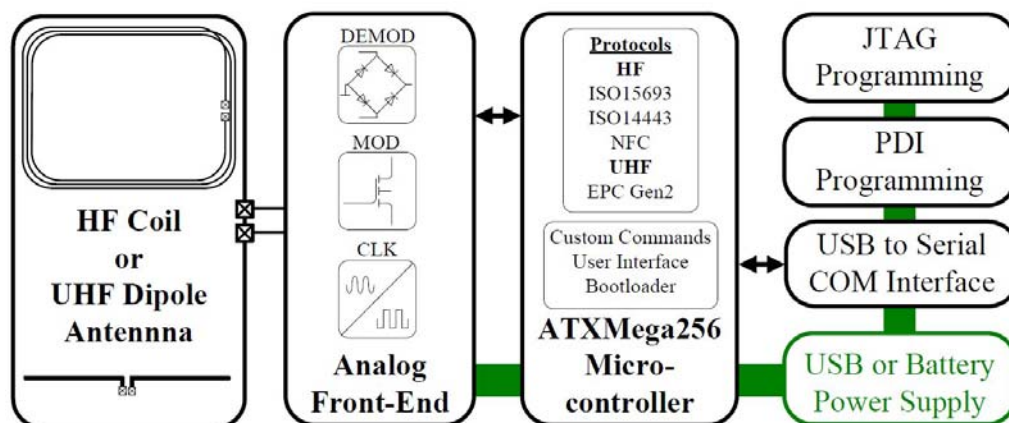 HF Coil
or
UHF Dipole
Antennna
DEMOD
MOD
CLK
Analog
Front-End
Protocols
HF
ISO15693
ISO14443
NFC
UHF
EPC Gen2
Custom Commands
User Interface
Bootloader
ATXMega256
Micro-
controller
JTAG
Programming
PDI
Programming
USB to Serial
COM Interface
USB or Battery
Power Supply